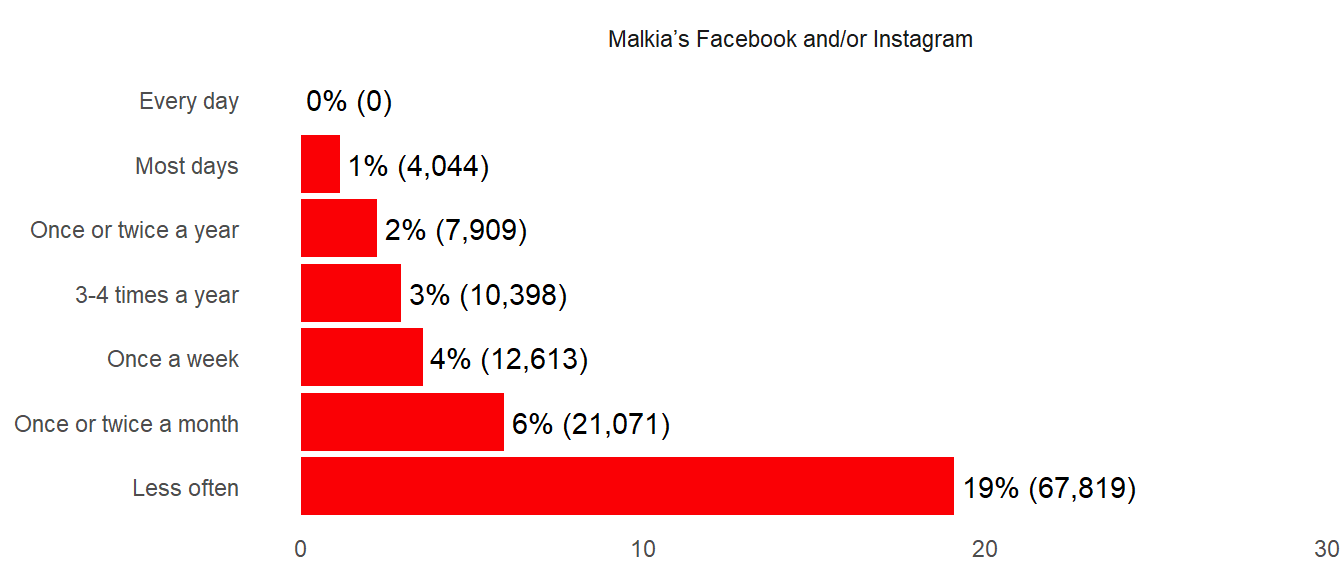 Malkia’s Facebook and/or Instagram
Every day 0% (0)
Most days 1% (4,044)
Once or twice a year 2% (7,909)
3-4 times a year 3% (10,398)
Once a week 4% (12,613)
Once or twice a month 6% (21,071)
Less often 19% (67,819)
0 10 20 30